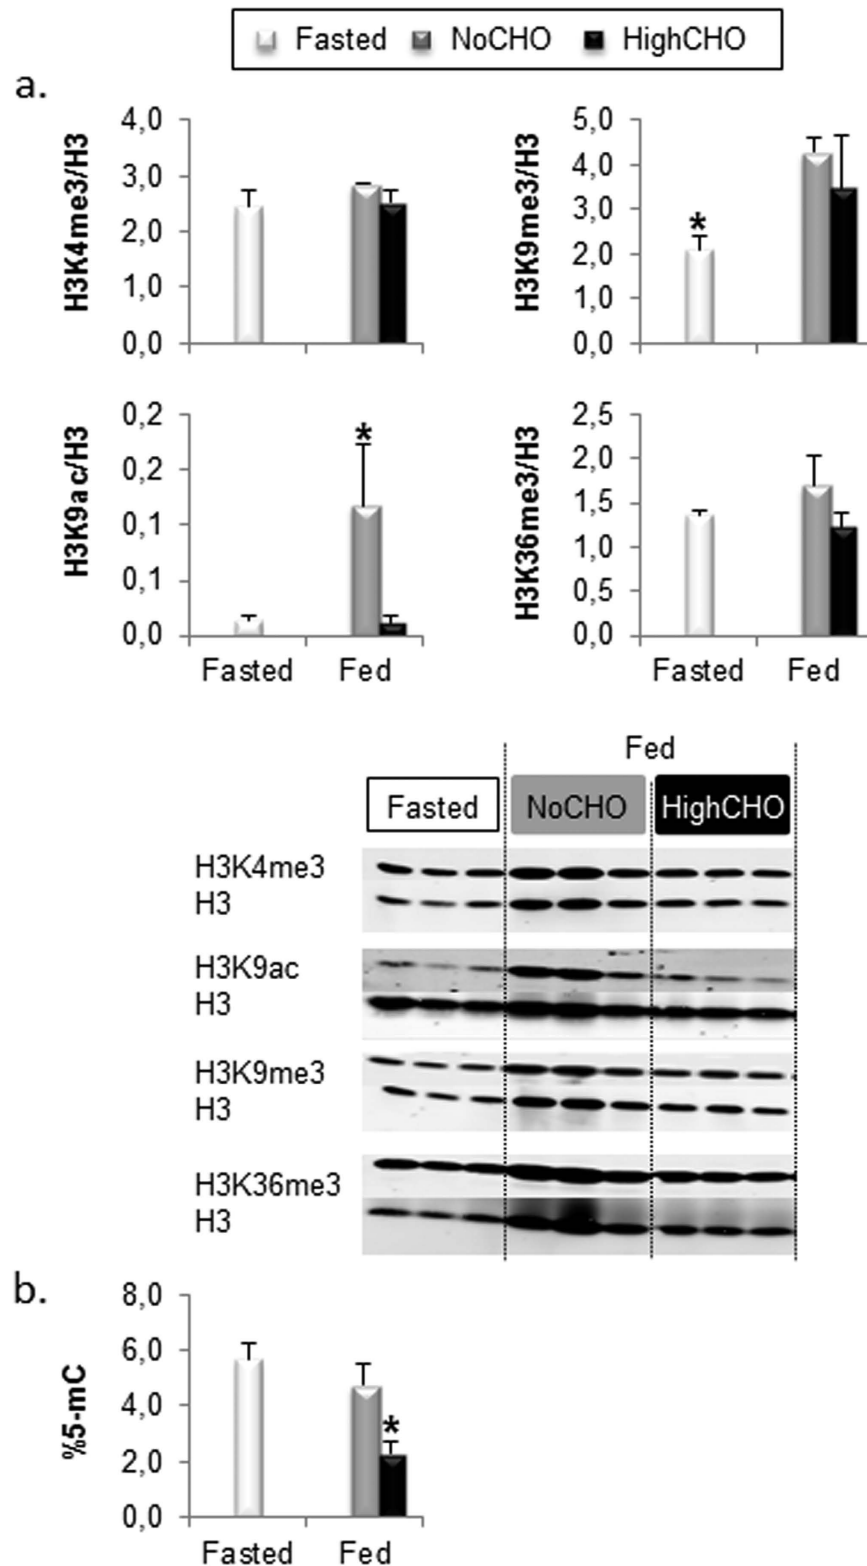 Fasted NoCHO HighCHO
a.
H3K4me3/H3
4,0
3,0
2,0
1,0
0,0
H3K9me3/H3
*
5,0
4,0
3,0
2,0
1,0
0,0
H3K9ac/H3
*
0,2
0,2
0,1
0,1
0,0
Fasted Fed
H3K36me3/H3
2,5
2,0
1,5
1,0
0,5
0,0
Fasted Fed
Fed
Fasted NoCHO HighCHO
H3K4me3
H3
H3K9ac
H3
H3K9me3
H3
H3K36me3
H3
b.
%5-mC
8,0
6,0
4,0
2,0
0,0
*
Fasted Fed